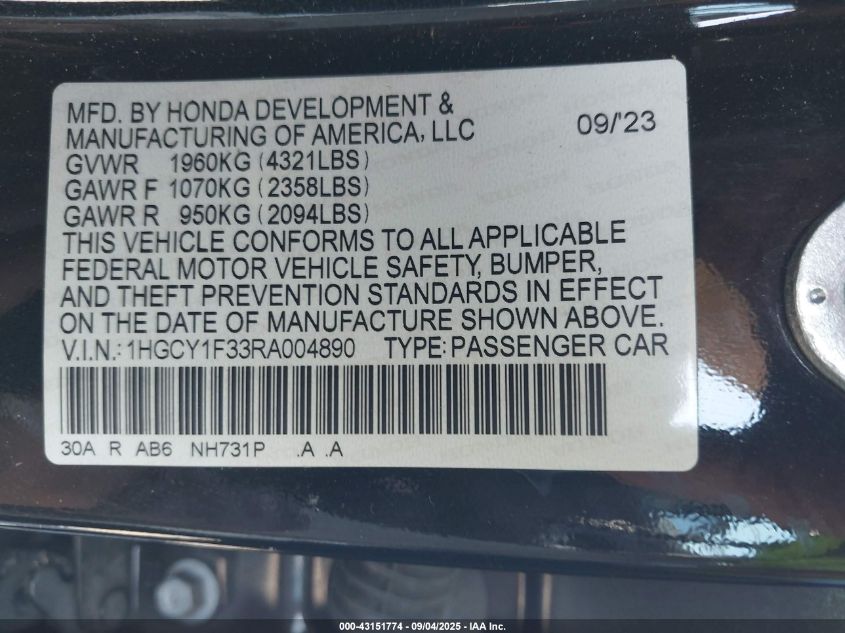 MFD. BY HONDA DEVELOPMENT &
MANUFACTURING OF AMERICA, LLC 09/'23
GVWR 1960KG (4321LBS)
GAWR F 1070KG (2358LBS)
GAWR R 950KG (2094LBS)
THIS VEHICLE CONFORMS TO ALL APPLICABLE
FEDERAL MOTOR VEHICLE SAFETY, BUMPER,
AND THEFT PREVENTION STANDARDS IN EFFECT
ON THE DATE OF MANUFACTURE SHOWN ABOVE.
V.I.N.: 1HGCY1F33RA004890 TYPE: PASSENGER CAR
30A R AB6 NH731P .A .A
000-43151774 - 09/04/2025 - IAA Inc.